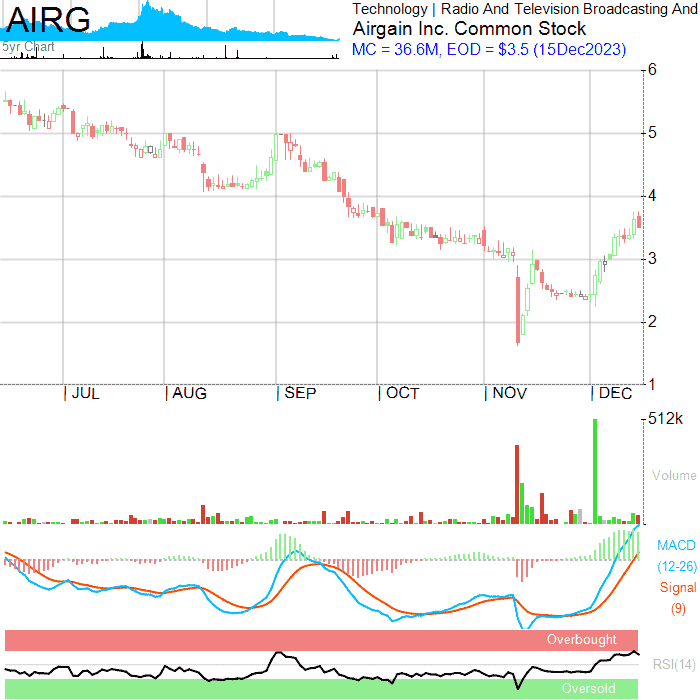 AIRG
5yr Chart
Technology | Radio And Television Broadcasting And
Airgain Inc. Common Stock
MC = 36.6M, EOD = $3.5 (15Dec2023)
6
5
4
3
2
1
JUL
AUG
SEP
OCT
NOV
DEC
512k
Volume
MACD
(12-26)
Signal
(9)
Overbought
RSI(14)
Oversold